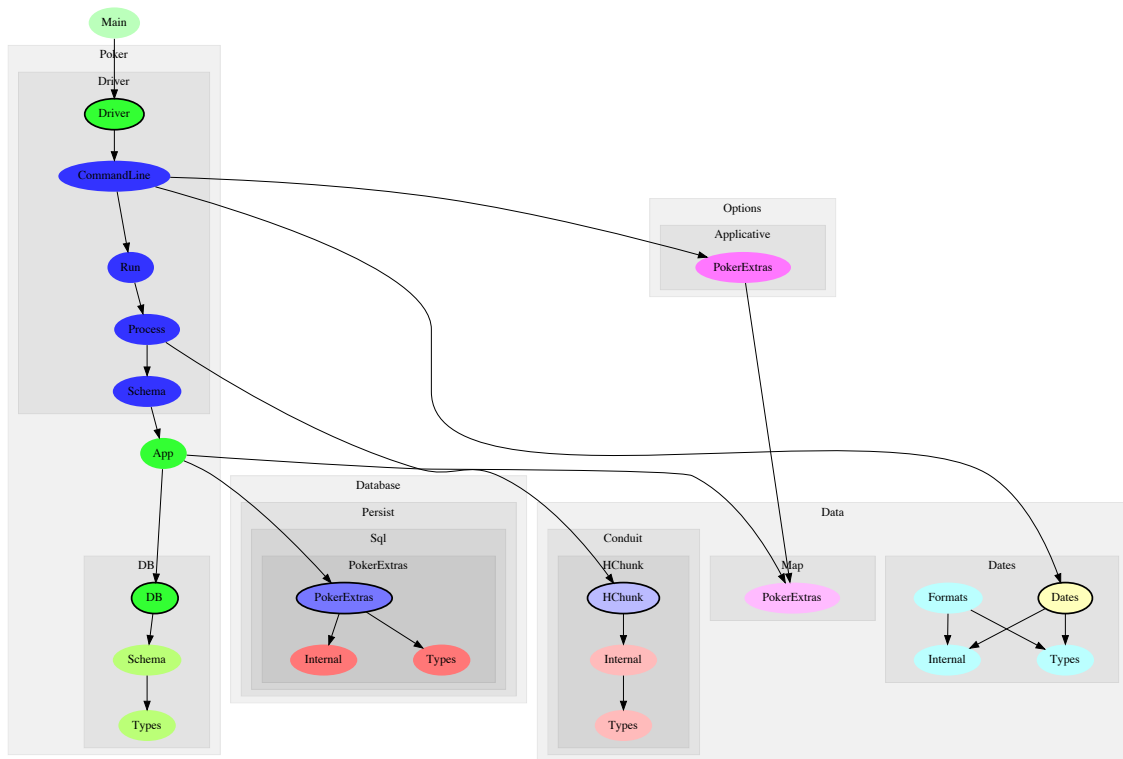 Main
Poker
Driver
Driver
CommandLine
Options
Applicative
Run
PokerExtras
Process
Schema
App
Database
Persist
Data
Sql
Conduit
DB
PokerExtras
HChunk
Map
Dates
DB
PokerExtras
HChunk
PokerExtras
Formats
Dates
Schema
Internal
Types
Internal
Internal
Types
Types
Types